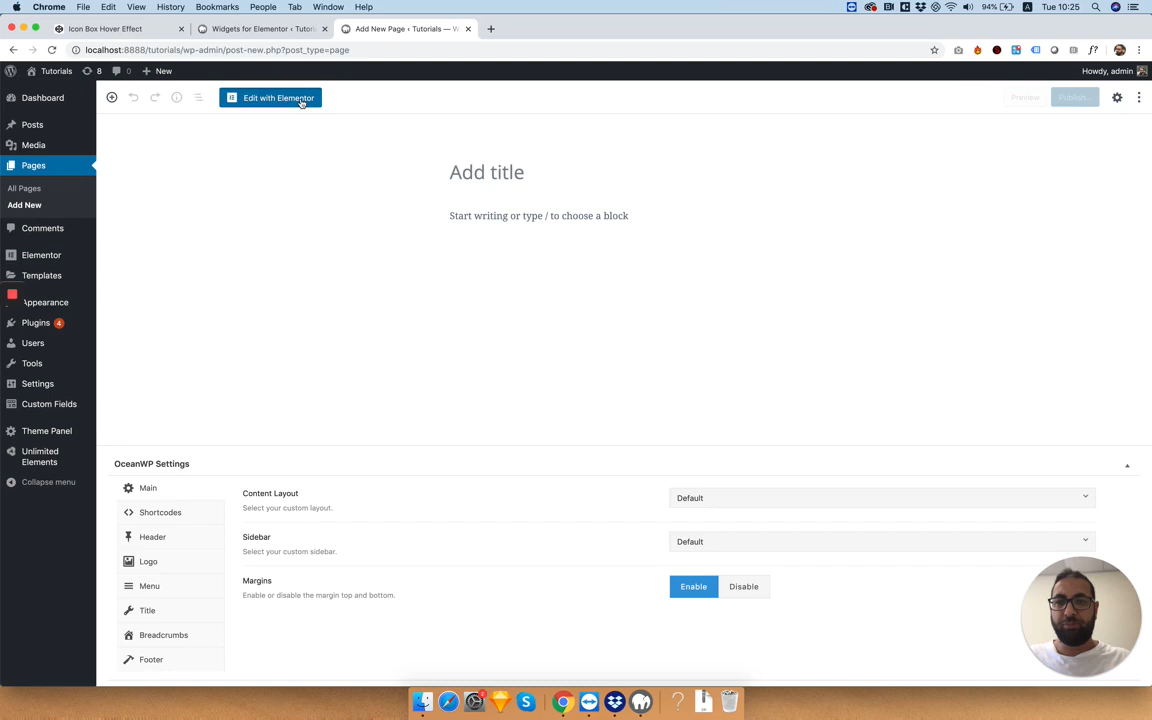 Chrome File Edit View History Bookmarks People Tab Window Help 94% A Tue 10:25
Icon Box Hover Effect
Widgets for Elementor ‹ Tutori
Add New Page ‹ Tutorials — W
localhost:8888/tutorials/wp-admin/post-new.php?post_type=page
Tutorials 8 0 New
Howdy, admin
Dashboard
Posts
Media
Pages
All Pages
Add New
Comments
Elementor
Templates
Appearance
Plugins 4
Users
Tools
Settings
Custom Fields
Theme Panel
Unlimited
Elements
Collapse menu
Edit with Elementor
Preview
Publish...
Add title
Start writing or type / to choose a block
OceanWP Settings
Main
Shortcodes
Header
Logo
Menu
Title
Breadcrumbs
Footer
Content Layout
Select your custom layout.
Default
Sidebar
Select your custom sidebar.
Default
Margins
Enable or disable the margin top and bottom.
Enable
Disable